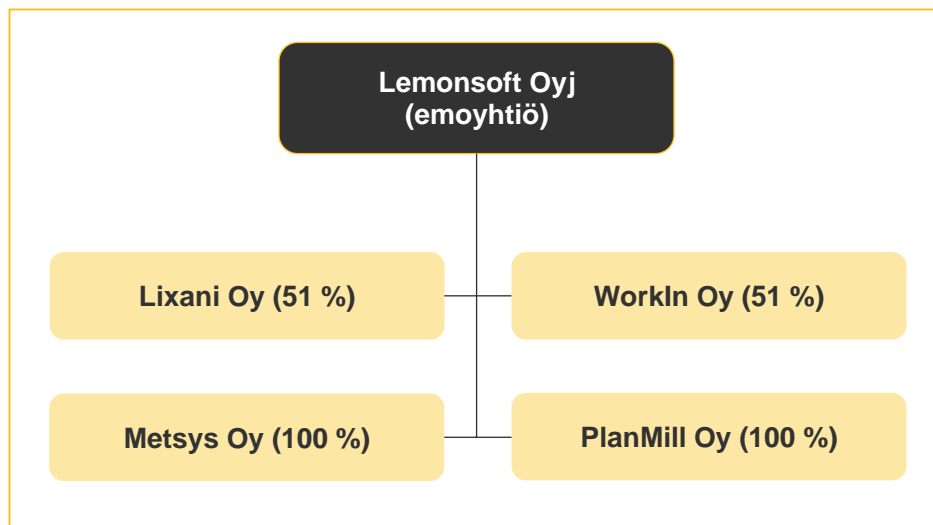 Lemonsoft Oyj
(emoyhtiö)
Lixani Oy (51 %)
WorkIn Oy (51 %)
Metsys Oy (100 %)
PlanMill Oy (100 %)